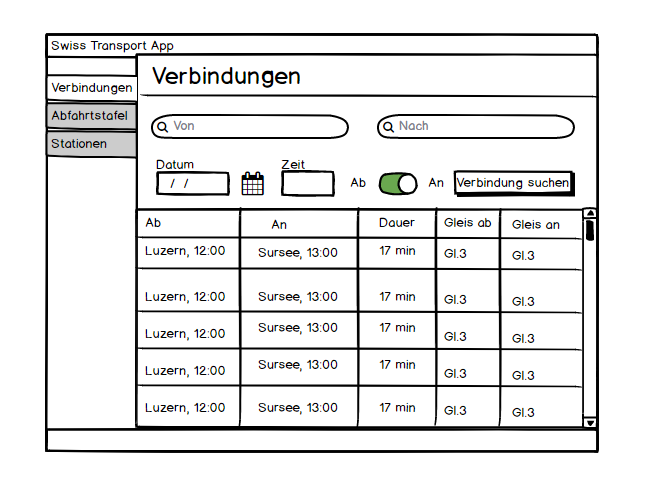 Swiss Transport App
Verbindungen
Verbindungen
Abfahrtstafel
Stationen
Von Nach
Datum Zeit
/ / Ab An Verbindung suchen
Ab An Dauer Gleis ab Gleis an
Luzern, 12:00 Sursee, 13:00 17 min Gl.3 Gl.3
Luzern, 12:00 Sursee, 13:00 17 min Gl.3 Gl.3
Luzern, 12:00 Sursee, 13:00 17 min Gl.3 Gl.3
Luzern, 12:00 Sursee, 13:00 17 min Gl.3 Gl.3
Luzern, 12:00 Sursee, 13:00 17 min Gl.3 Gl.3